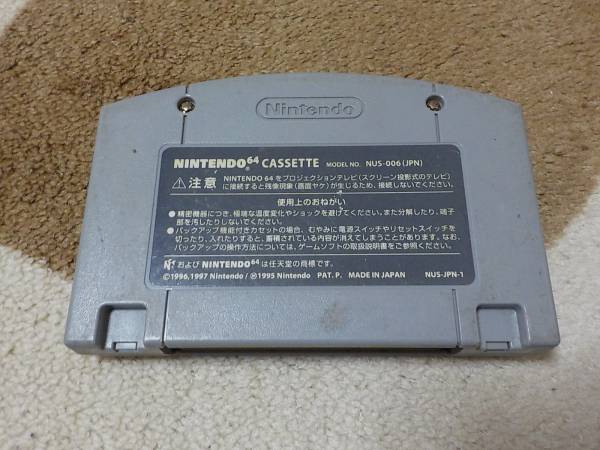 Nintendo
NINTENDO64 CASSETTE MODEL NO. NUS-006(JPN)
⚠注意 NINTENDO 64 をプロジェクションテレビ(スクリーン投影式のテレビ)
に接続すると残像現象(画面ヤケ)が生じるため、接続しないでください。
使用上のおねがい
●精密機器につき、極端な温度変化やショックを避けてください。また分解したり、端子
部を汚したりしないでください。
●バックアップ機能付きカセットの場合、むやみに電源スイッチやリセットスイッチを
切ったり、入れたりすると、蓄積されている内容が消えてしまうことがあります。なお、
バックアップの操作方法については、ゲームソフトの取扱説明書をご参照ください。
および NINTENDO64 は任天堂の商標です。
©1996,1997 Nintendo/℗1995 Nintendo PAT. P. MADE IN JAPAN NUS-JPN-1